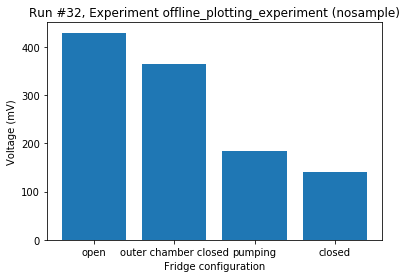 Run #32, Experiment offline_plotting_experiment (nosample)
Voltage (mV)
400
300
200
100
0
open outer chamber closed pumping closed
Fridge configuration